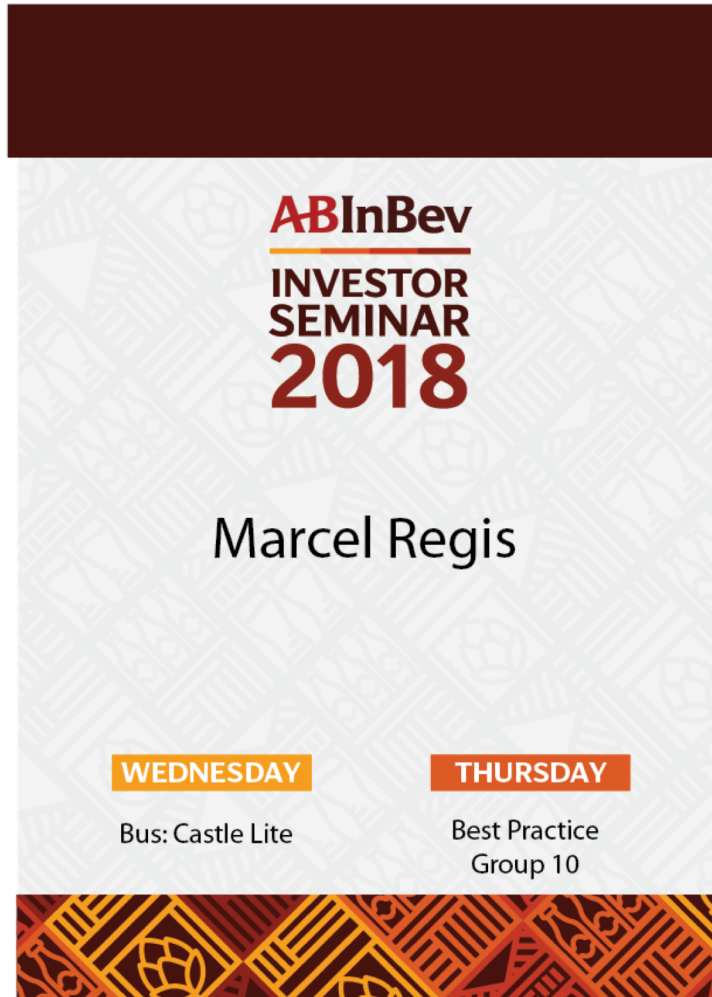 ABInBev
INVESTOR
SEMINAR
2018
Marcel Regis
WEDNESDAY
THURSDAY
Bus: Castle Lite
Best Practice
Group 10